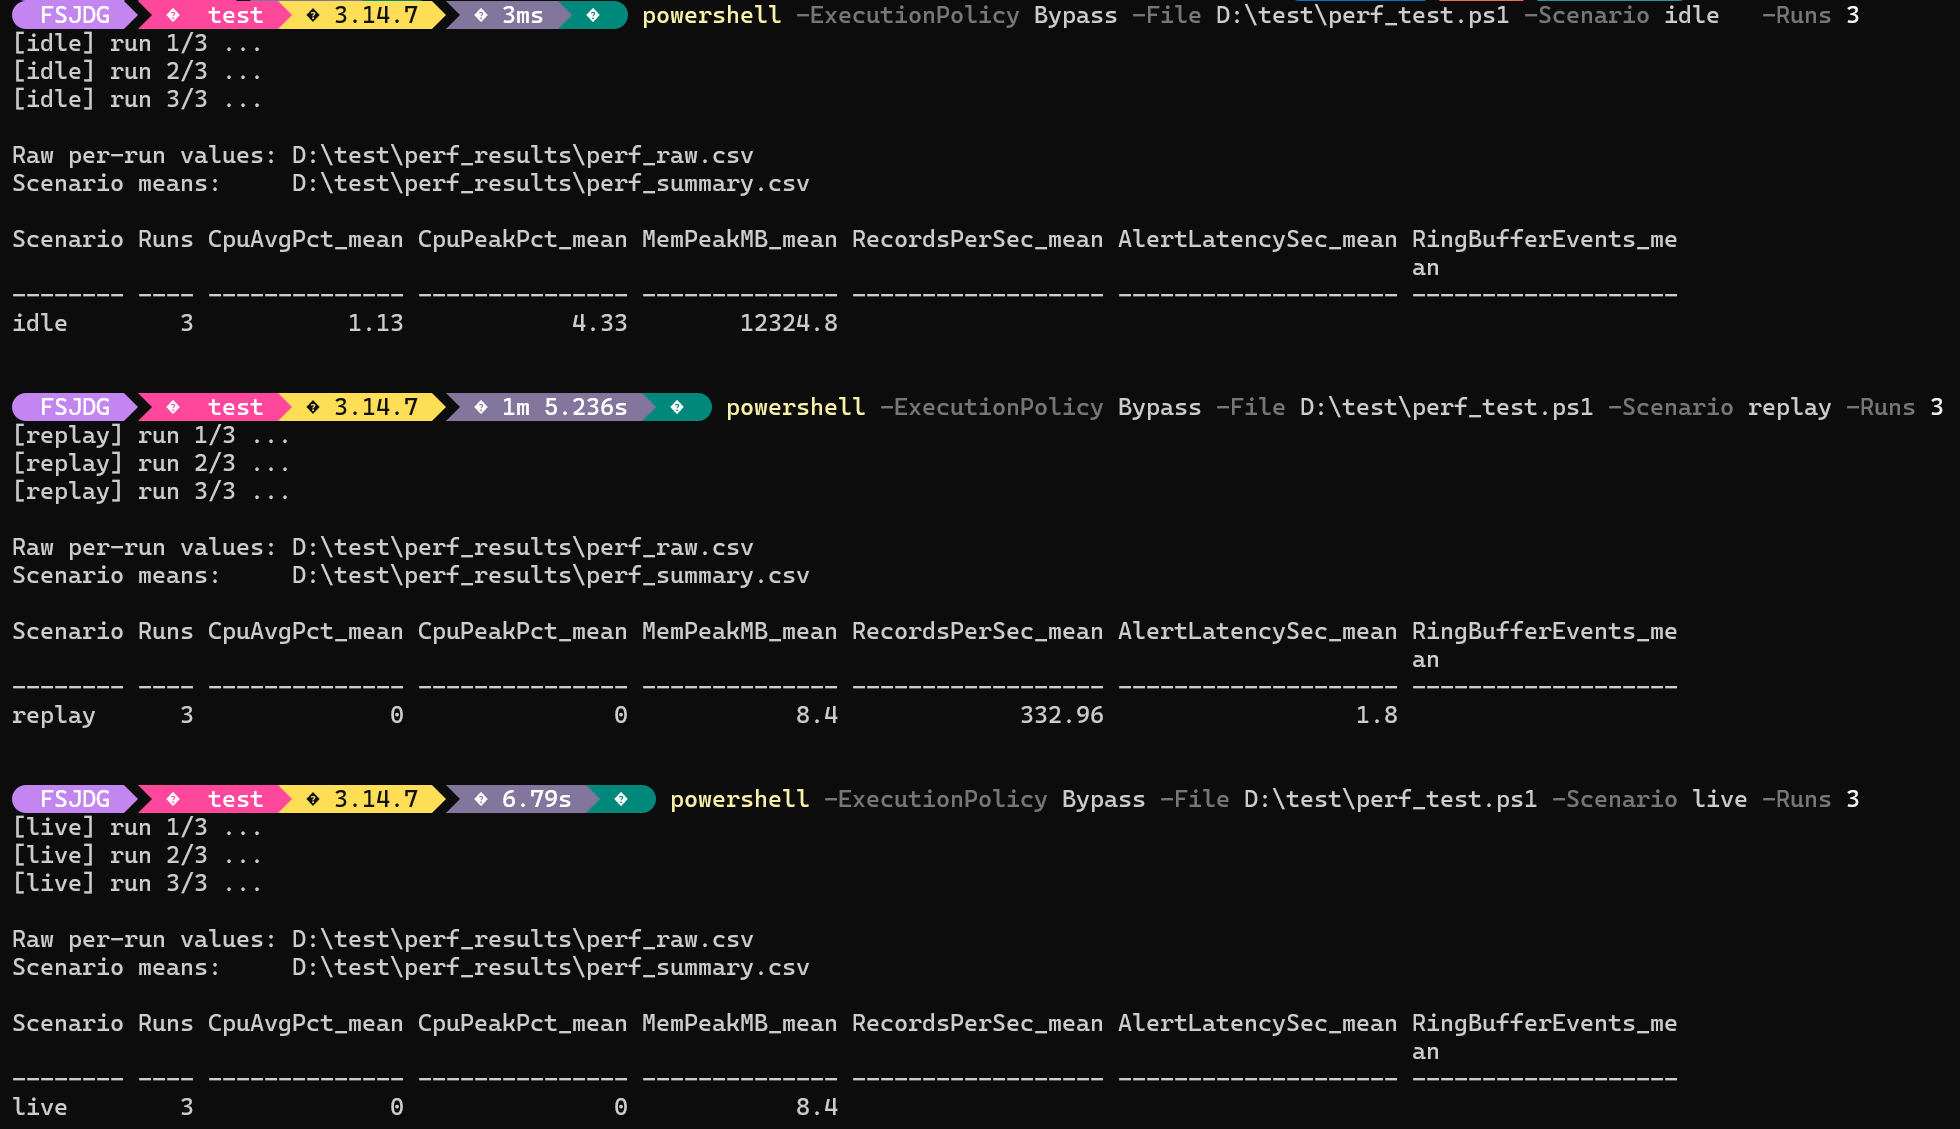 FSJDG � test � 3.14.7 � 3ms � powershell -ExecutionPolicy Bypass -File D:\test\perf_test.ps1 -Scenario idle   -Runs 3
[idle] run 1/3 ...
[idle] run 2/3 ...
[idle] run 3/3 ...
Raw per-run values: D:\test\perf_results\perf_raw.csv
Scenario means:     D:\test\perf_results\perf_summary.csv
Scenario Runs CpuAvgPct_mean CpuPeakPct_mean MemPeakMB_mean RecordsPerSec_mean AlertLatencySec_mean RingBufferEvents_me
an
-------- ---- -------------- --------------- -------------- ------------------ -------------------- -------------------
idle        3           1.13            4.33        12324.8
FSJDG � test � 3.14.7 � 1m 5.236s � powershell -ExecutionPolicy Bypass -File D:\test\perf_test.ps1 -Scenario replay -Runs 3
[replay] run 1/3 ...
[replay] run 2/3 ...
[replay] run 3/3 ...
Raw per-run values: D:\test\perf_results\perf_raw.csv
Scenario means:     D:\test\perf_results\perf_summary.csv
Scenario Runs CpuAvgPct_mean CpuPeakPct_mean MemPeakMB_mean RecordsPerSec_mean AlertLatencySec_mean RingBufferEvents_me
an
-------- ---- -------------- --------------- -------------- ------------------ -------------------- -------------------
replay      3              0               0            8.4             332.96                  1.8
FSJDG � test � 3.14.7 � 6.79s � powershell -ExecutionPolicy Bypass -File D:\test\perf_test.ps1 -Scenario live -Runs 3
[live] run 1/3 ...
[live] run 2/3 ...
[live] run 3/3 ...
Raw per-run values: D:\test\perf_results\perf_raw.csv
Scenario means:     D:\test\perf_results\perf_summary.csv
Scenario Runs CpuAvgPct_mean CpuPeakPct_mean MemPeakMB_mean RecordsPerSec_mean AlertLatencySec_mean RingBufferEvents_me
an
-------- ---- -------------- --------------- -------------- ------------------ -------------------- -------------------
live        3              0               0            8.4